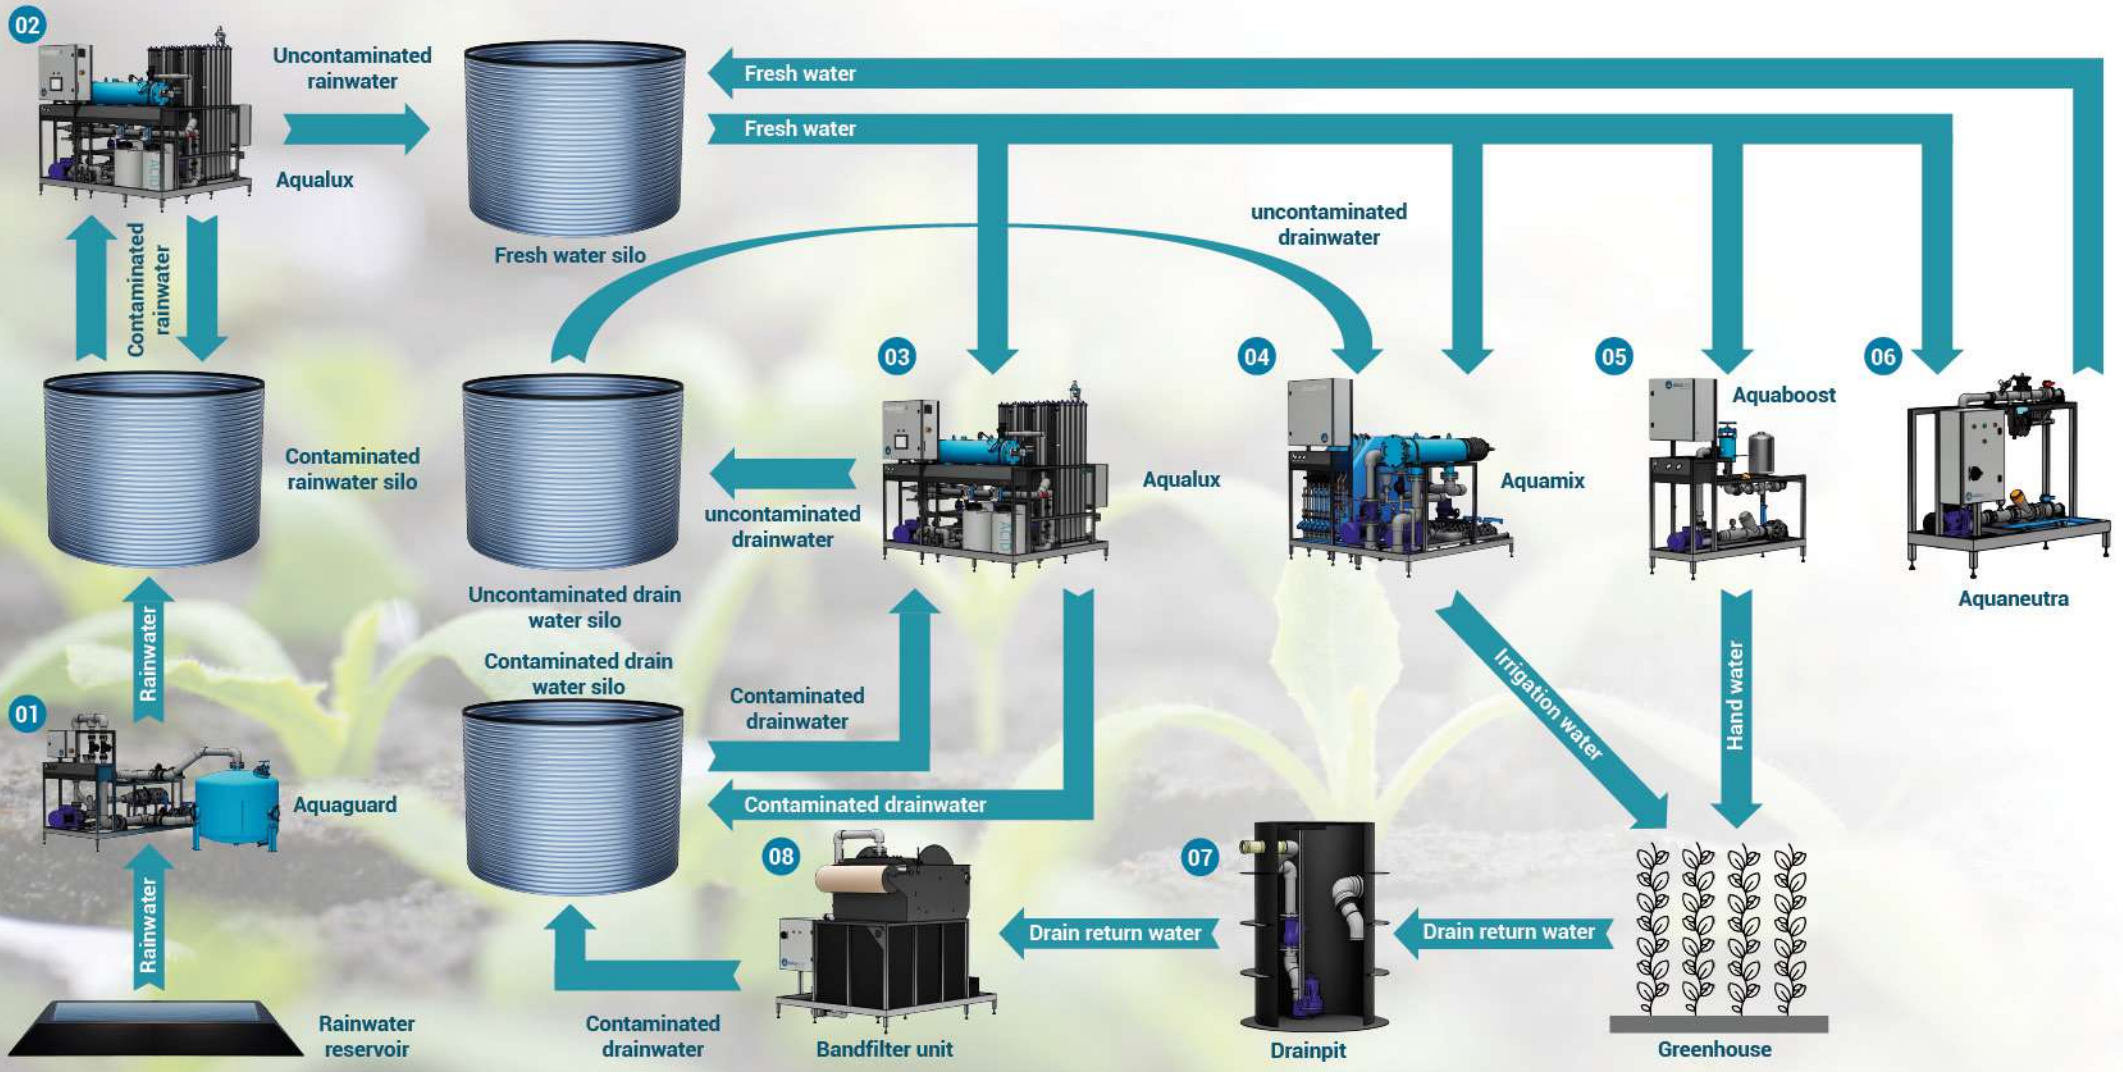 02
Uncontaminated
rainwater
Aqualux
Fresh water
Fresh water
Fresh water silo
Contaminated
rainwater
uncontaminated
drainwater
03
04
05
06
Contaminated
rainwater silo
uncontaminated
drainwater
Aqualux
Aquamix
Aquaboost
Aquaneutra
ACID
ACID
Uncontaminated drain
water silo
Contaminated drain
water silo
Rainwater
01
Aquaguard
Contaminated
drainwater
Contaminated drainwater
Irrigation water
Hand water
08
07
Rainwater
Drain return water
Drain return water
Rainwater
reservoir
Contaminated
drainwater
Bandfilter unit
Drainpit
Greenhouse